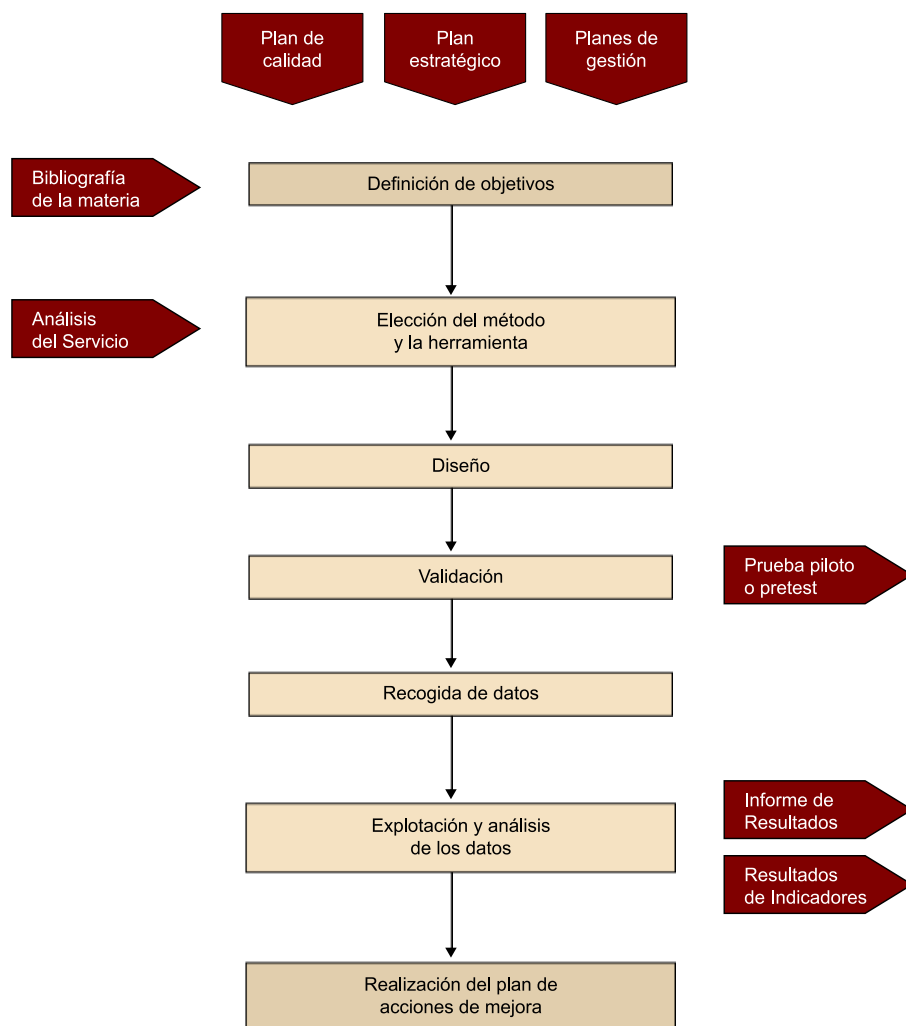 Plan de
calidad
Plan
estratégico
Planes de
gestión
Bibliografía
de la materia
Definición de objetivos
Análisis
del Servicio
Elección del método
y la herramienta
Diseño
Validación
Prueba piloto
o pretest
Recogida de datos
Explotación y análisis
de los datos
Informe de
Resultados
Resultados
de Indicadores
Realización del plan de
acciones de mejora